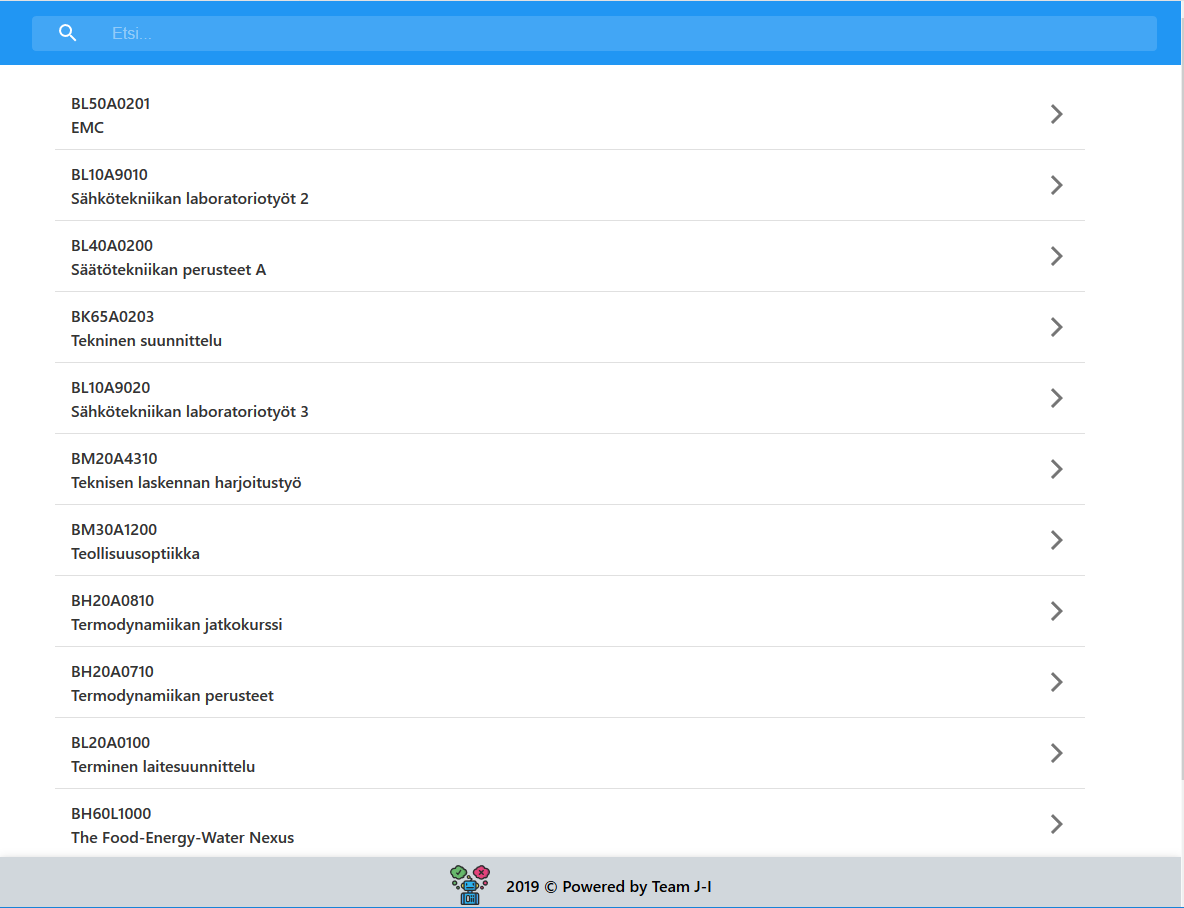 Etsi...
BL50A0201
EMC
BL10A9010
Sähkötekniikan laboratoriotyöt 2
BL40A0200
Säätötekniikan perusteet A
BK65A0203
Tekninen suunnittelu
BL10A9020
Sähkötekniikan laboratoriotyöt 3
BM20A4310
Teknisen laskennan harjoitustyö
BM30A1200
Teollisuusoptiikka
BH20A0810
Termodynamiikan jatkokurssi
BH20A0710
Termodynamiikan perusteet
BL20A0100
Terminen laitesuunnittelu
BH60L1000
The Food-Energy-Water Nexus
2019 © Powered by Team J-I